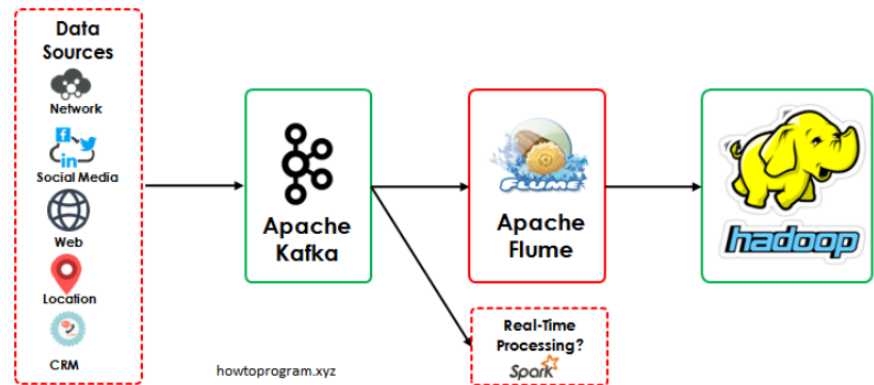 Data
Sources
Network
f
in
Social Media
Web
Location
CRM
Apache
Kafka
FLUME
Apache
Flume
hadoop
Real-Time
Processing?
Spark
howtoprogram.xyz